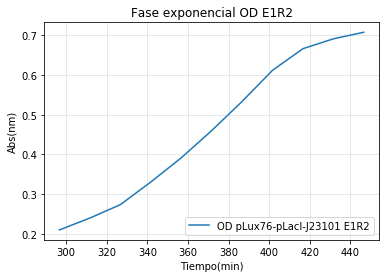 Fase exponencial OD E1R2
Abs(nm)
0.7
0.6
0.5
0.4
0.3
0.2
OD pLux76-pLacI-J23101 E1R2
300 320 340 360 380 400 420 440
Tiempo(min)